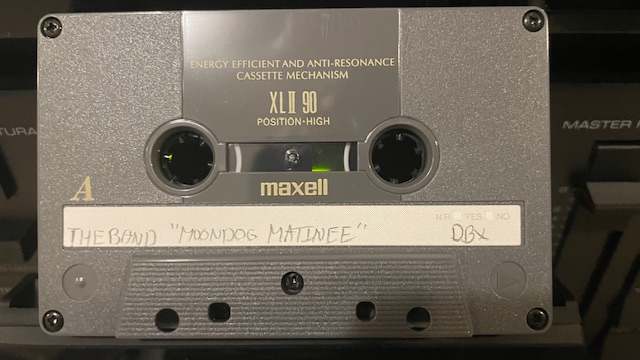 ENERGY EFFICIENT AND ANTI-RESONANCE
CASSETTE MECHANISM
XLII 90
POSITION·HIGH
maxell
A
N.R YES NO
THE BAND "MOONDOG MATINEE" DBX
TURA
MASTER